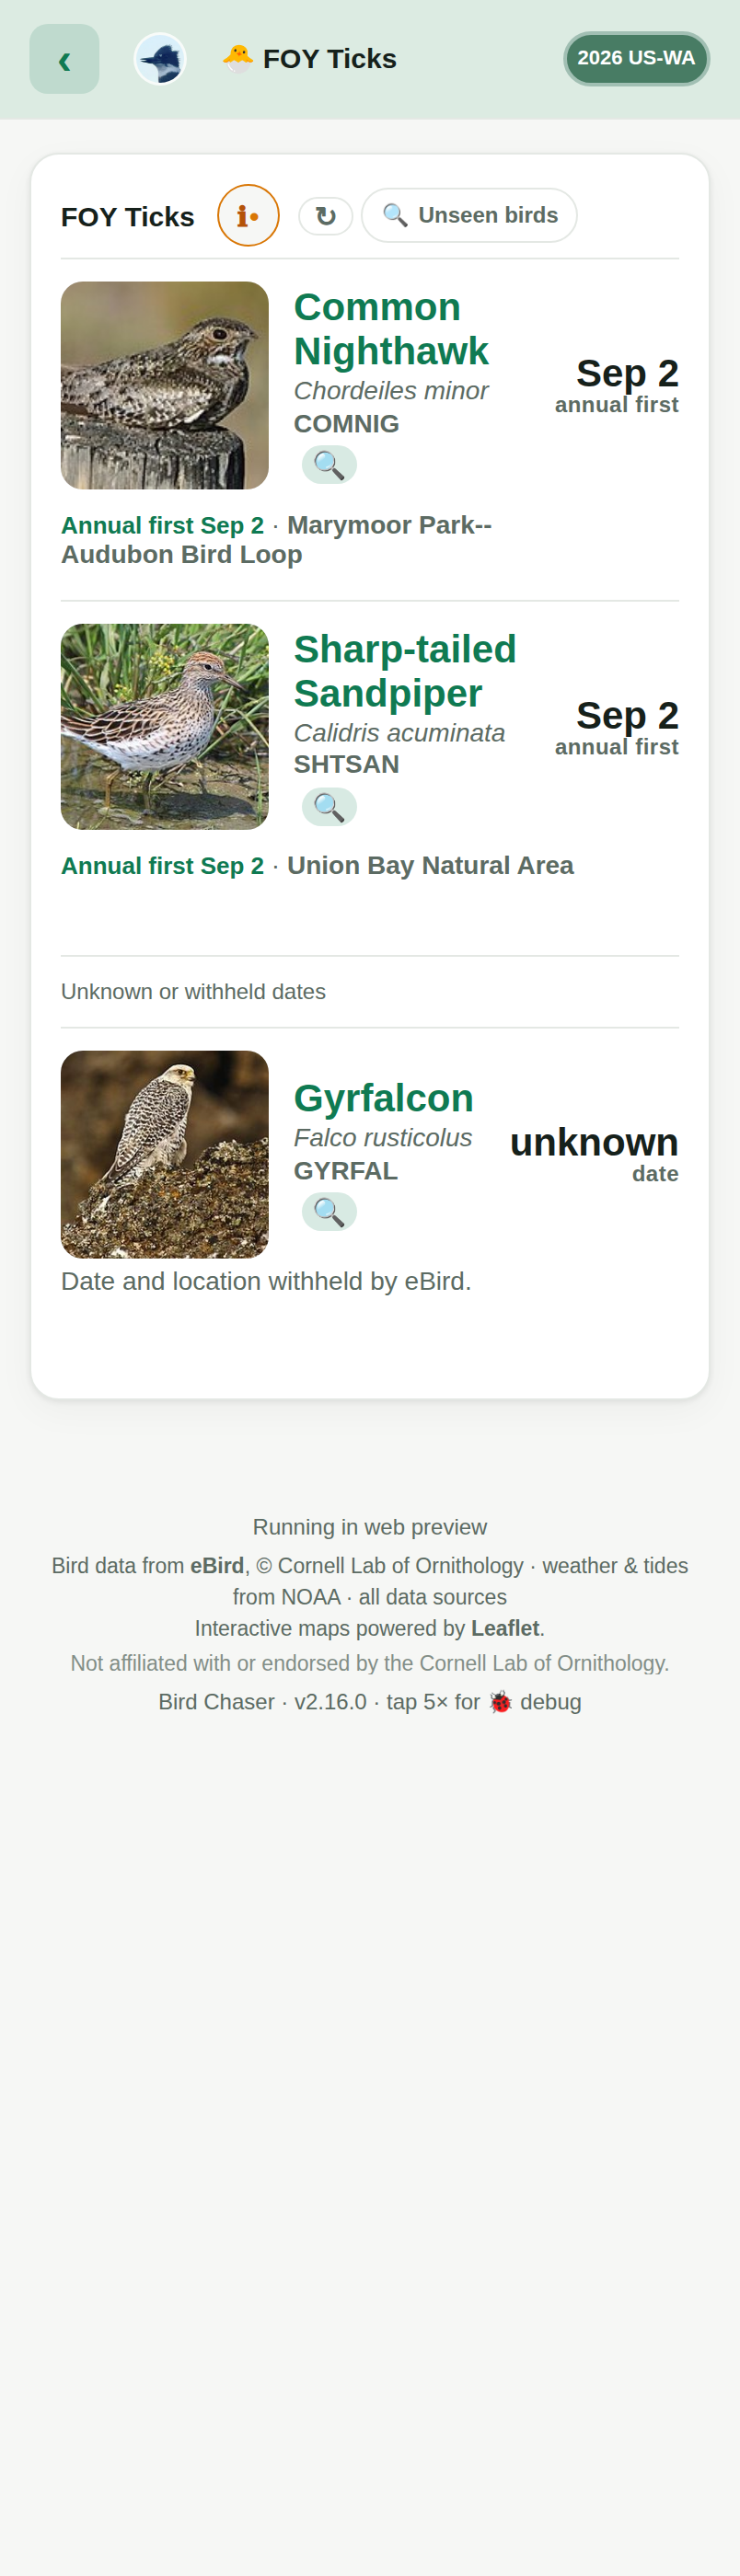 ‹ 🐣 FOY Ticks 2026 US-WA
FOY Ticks ℹ• ↻ 🔍 Unseen birds
Common
Nighthawk
Chordeiles minor
COMNIG
Sep 2
annual first
Annual first Sep 2 · Marymoor Park--
Audubon Bird Loop
Sharp-tailed
Sandpiper
Calidris acuminata
SHTSAN
Sep 2
annual first
Annual first Sep 2 · Union Bay Natural Area
Unknown or withheld dates
Gyrfalcon
Falco rusticolus
GYRFAL
unknown
date
Date and location withheld by eBird.
Running in web preview
Bird data from eBird, © Cornell Lab of Ornithology · weather & tides
from NOAA · all data sources
Interactive maps powered by Leaflet.
Not affiliated with or endorsed by the Cornell Lab of Ornithology.
Bird Chaser · v2.16.0 · tap 5× for 🐞 debug